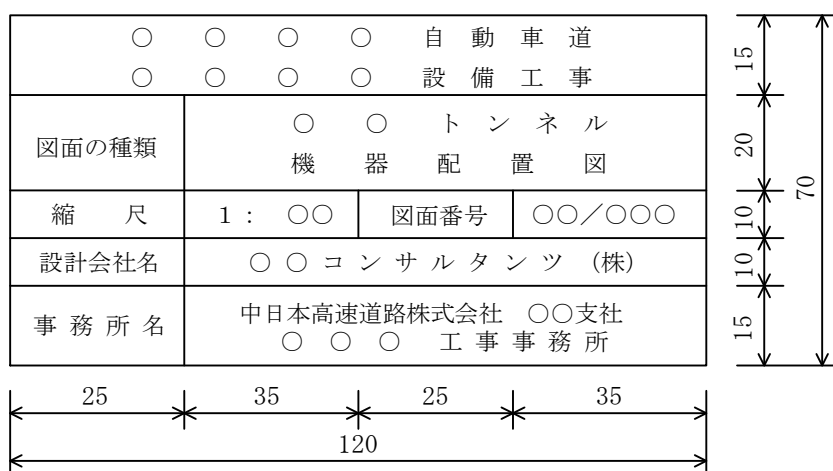 ○ ○ ○ ○ 自 動 車 道
○ ○ ○ ○ 設 備 工 事
図面の種類
○ ○ ト ン ネ ル
機 器 配 置 図
縮 尺 1 : ○○ 図面番号 ○○/○○○
設計会社名 ○ ○ コ ン サ ル タ ン ツ (株)
事 務 所 名
中日本高速道路株式会社 ○○支社
○ ○ ○ 工 事 事 務 所
15
20
10
10
15
70
25 35 25 35
120